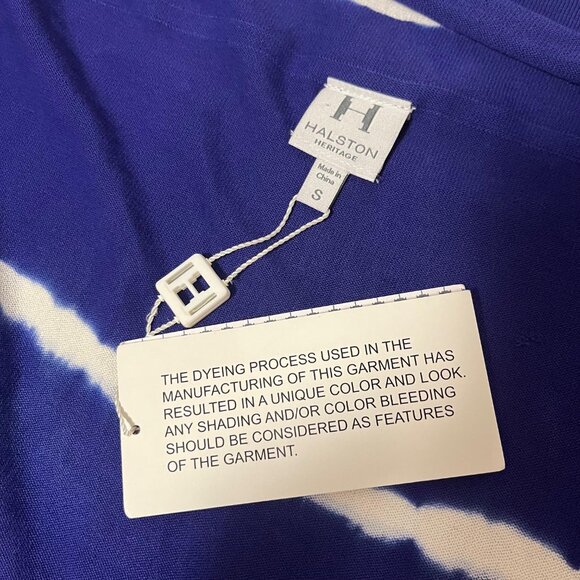 H
HALSTON
HERITAGE
Made in
China
S
H
THE DYEING PROCESS USED IN THE
MANUFACTURING OF THIS GARMENT HAS
RESULTED IN A UNIQUE COLOR AND LOOK.
ANY SHADING AND/OR COLOR BLEEDING
SHOULD BE CONSIDERED AS FEATURES
OF THE GARMENT.